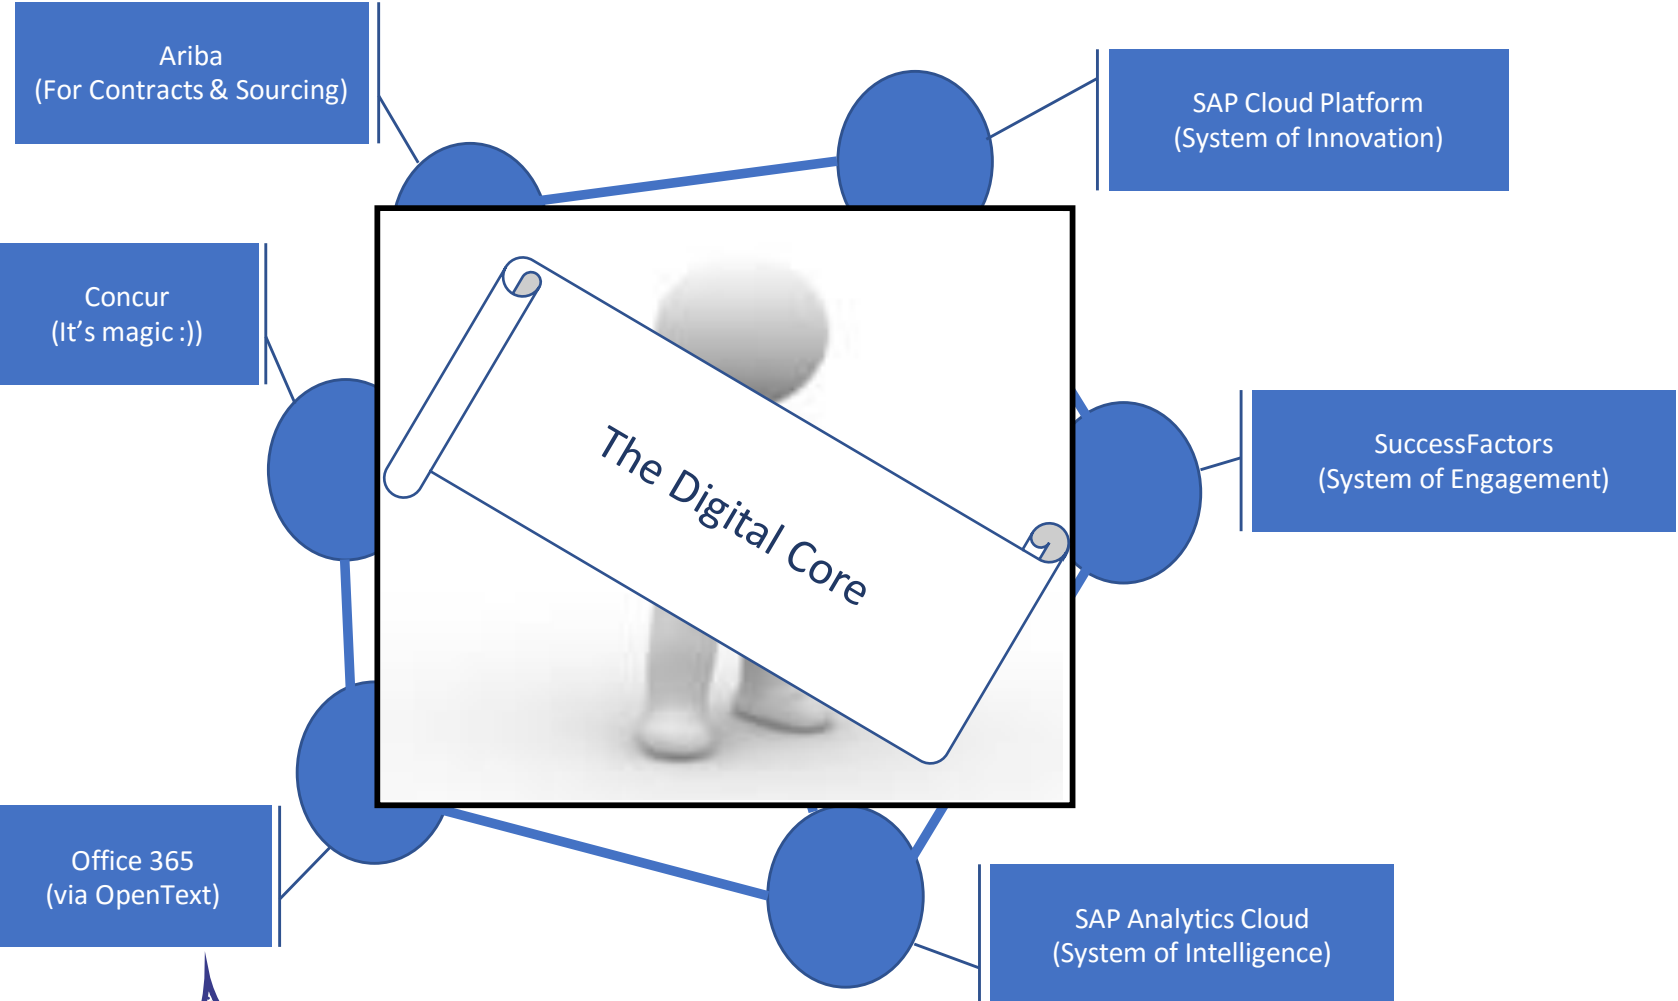 Ariba
(For Contracts & Sourcing)
SAP Cloud Platform
(System of Innovation)
Concur
(It’s magic :))
The Digital Core
SuccessFactors
(System of Engagement)
Office 365
(via OpenText)
SAP Analytics Cloud
(System of Intelligence)